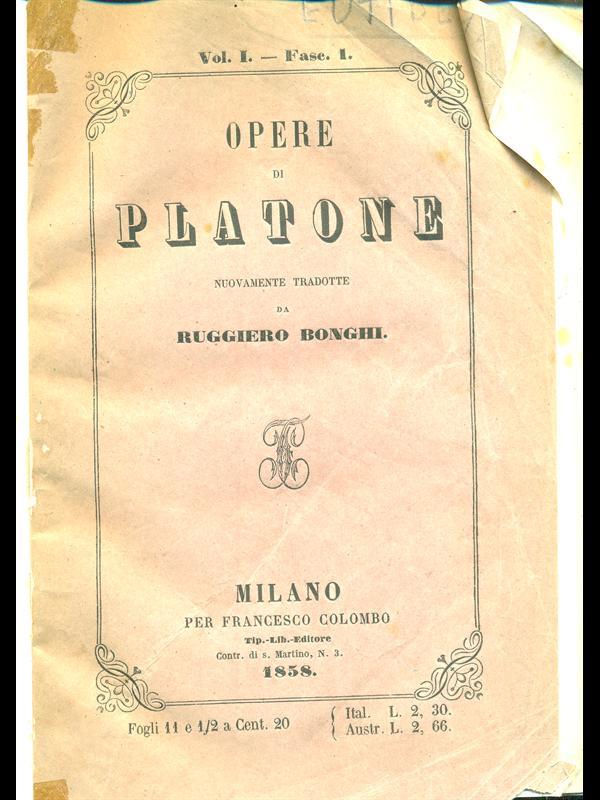 Vol. I. — Fasc. 1.
OPERE
DI
PLATONE
NUOVAMENTE TRADOTTE
DA
RUGGIERO BONGHI.
MILANO
PER FRANCESCO COLOMBO
Tip.-Lib.-Editore
Contr. di s. Martino, N. 3.
1858.
Fogli 11 e 1/2 a Cent. 20 { Ital. L. 2, 30.
Austr. L. 2, 66.